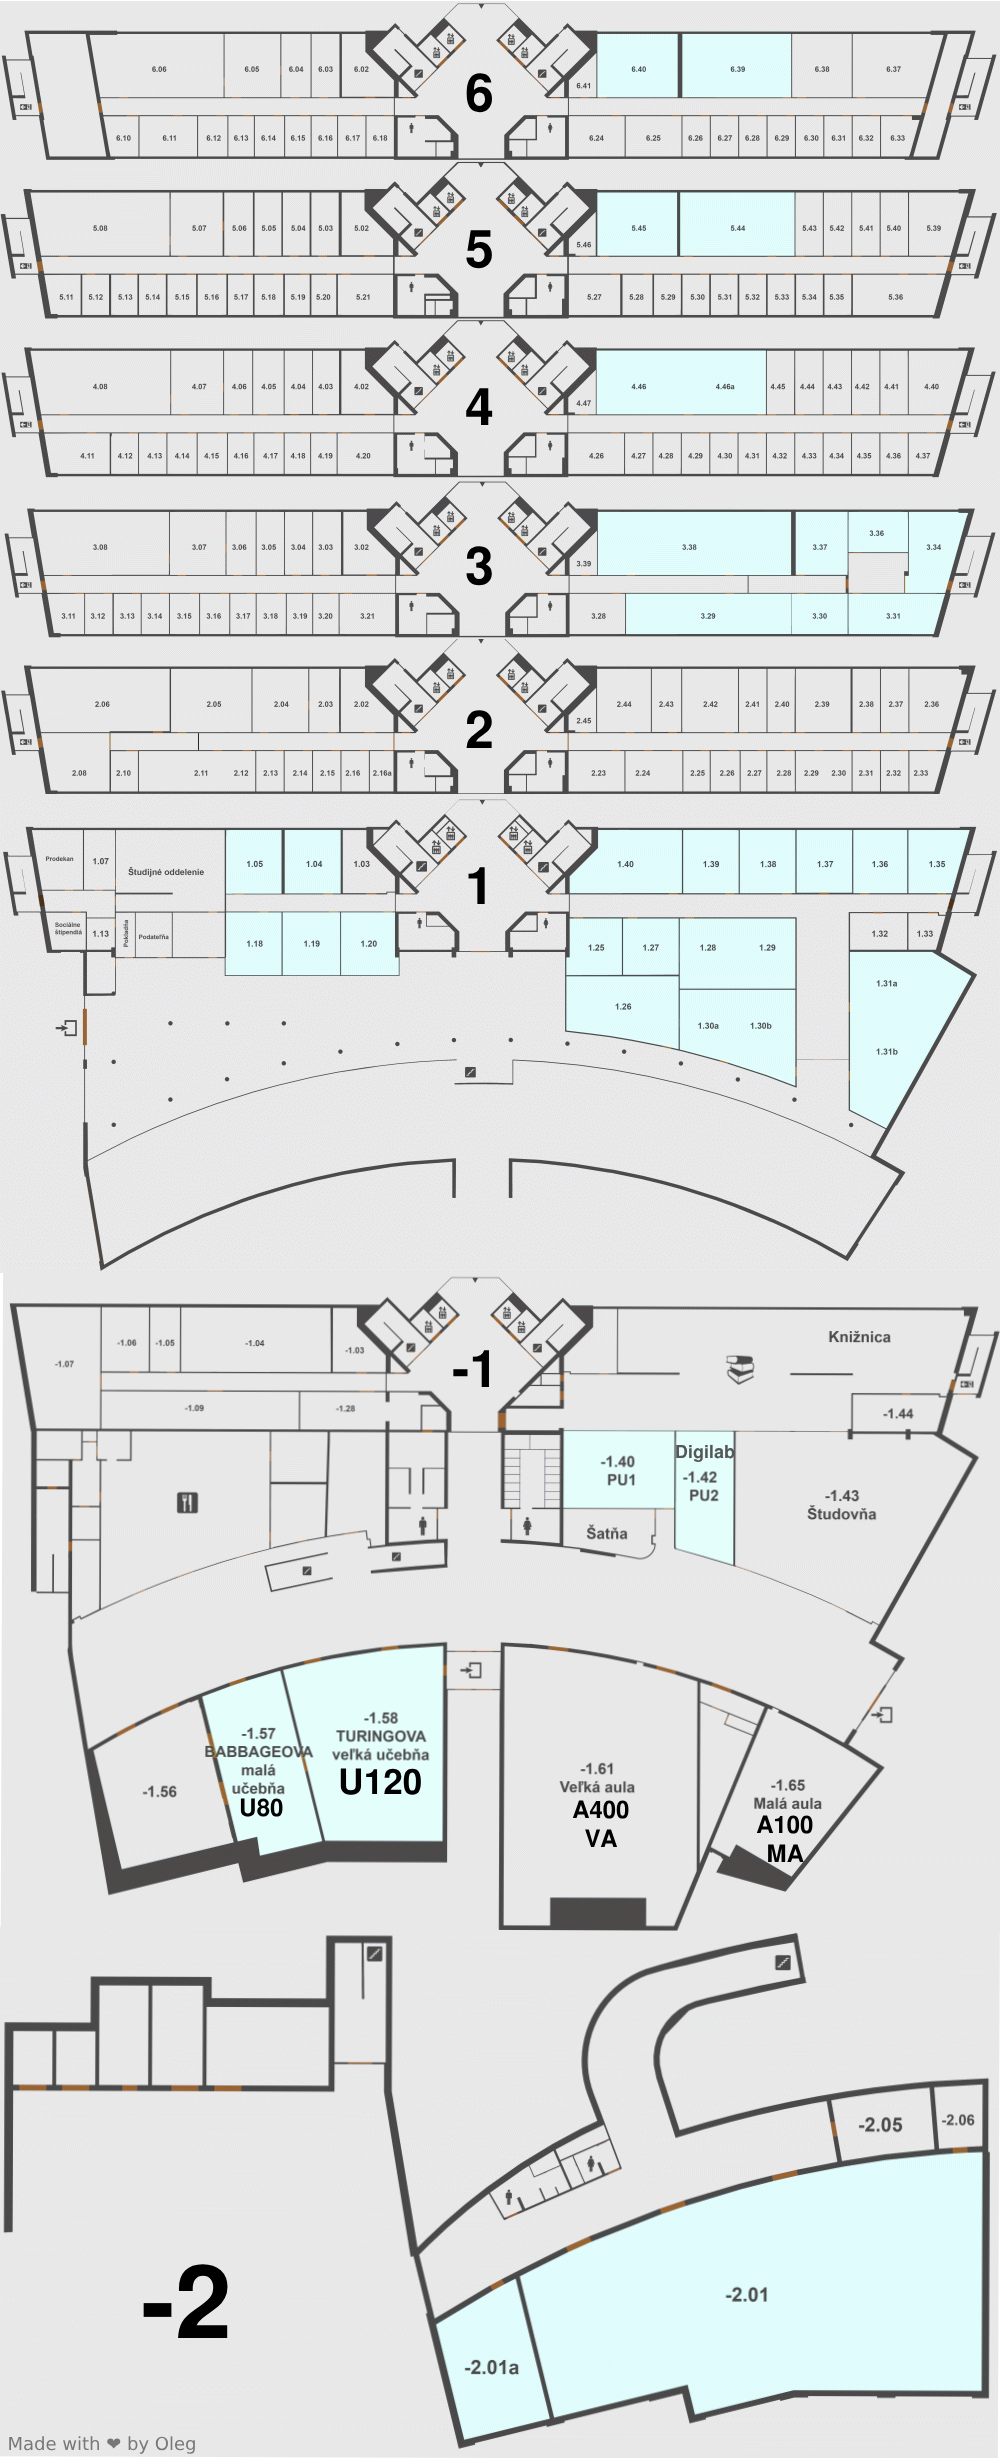 6.06 6.05 6.04 6.03 6.02
6
6.41 6.40 6.39 6.38 6.37
6.10 6.11 6.12 6.13 6.14 6.15 6.16 6.17 6.18
6.24 6.25 6.26 6.27 6.28 6.29 6.30 6.31 6.32 6.33
5.08 5.07 5.06 5.05 5.04 5.03 5.02
5
5.46 5.45 5.44 5.43 5.42 5.41 5.40 5.39
5.11 5.12 5.13 5.14 5.15 5.16 5.17 5.18 5.19 5.20 5.21
5.27 5.28 5.29 5.30 5.31 5.32 5.33 5.34 5.35 5.36
4.08 4.07 4.06 4.05 4.04 4.03 4.02
4
4.47 4.46 4.46a 4.45 4.44 4.43 4.42 4.41 4.40
4.11 4.12 4.13 4.14 4.15 4.16 4.17 4.18 4.19 4.20
4.26 4.27 4.28 4.29 4.30 4.31 4.32 4.33 4.34 4.35 4.36 4.37
3.08 3.07 3.06 3.05 3.04 3.03 3.02
3
3.39 3.38 3.37 3.36 3.34
3.11 3.12 3.13 3.14 3.15 3.16 3.17 3.18 3.19 3.20 3.21
3.28 3.29 3.30 3.31
2.06 2.05 2.04 2.03 2.02
2
2.45 2.44 2.43 2.42 2.41 2.40 2.39 2.38 2.37 2.36
2.08 2.10 2.11 2.12 2.13 2.14 2.15 2.16 2.16a
2.23 2.24 2.25 2.26 2.27 2.28 2.29 2.30 2.31 2.32 2.33
Prodekan 1.07 Študijné oddelenie 1.05 1.04 1.03
1
1.40 1.39 1.38 1.37 1.36 1.35
Sociálne
štipendiá
1.13 Pokladňa Podateľňa 1.18 1.19 1.20
1.25 1.27 1.28 1.29 1.32 1.33
1.26 1.30a 1.30b 1.31a
1.31b
-1.07 -1.06 -1.05 -1.04 -1.03
-1
Knižnica
-1.09 -1.28
-1.44
-1.40
PU1
Digilab
-1.42
PU2
-1.43
Študovňa
Šatňa
-1.56
-1.57
BABBAGEOVA
malá
učebňa
U80
-1.58
TURINGOVA
veľká učebňa
U120
-1.61
Veľká aula
A400
VA
-1.65
Malá aula
A100
MA
-2.05 -2.06
-2
-2.01
-2.01a
Made with ❤ by Oleg